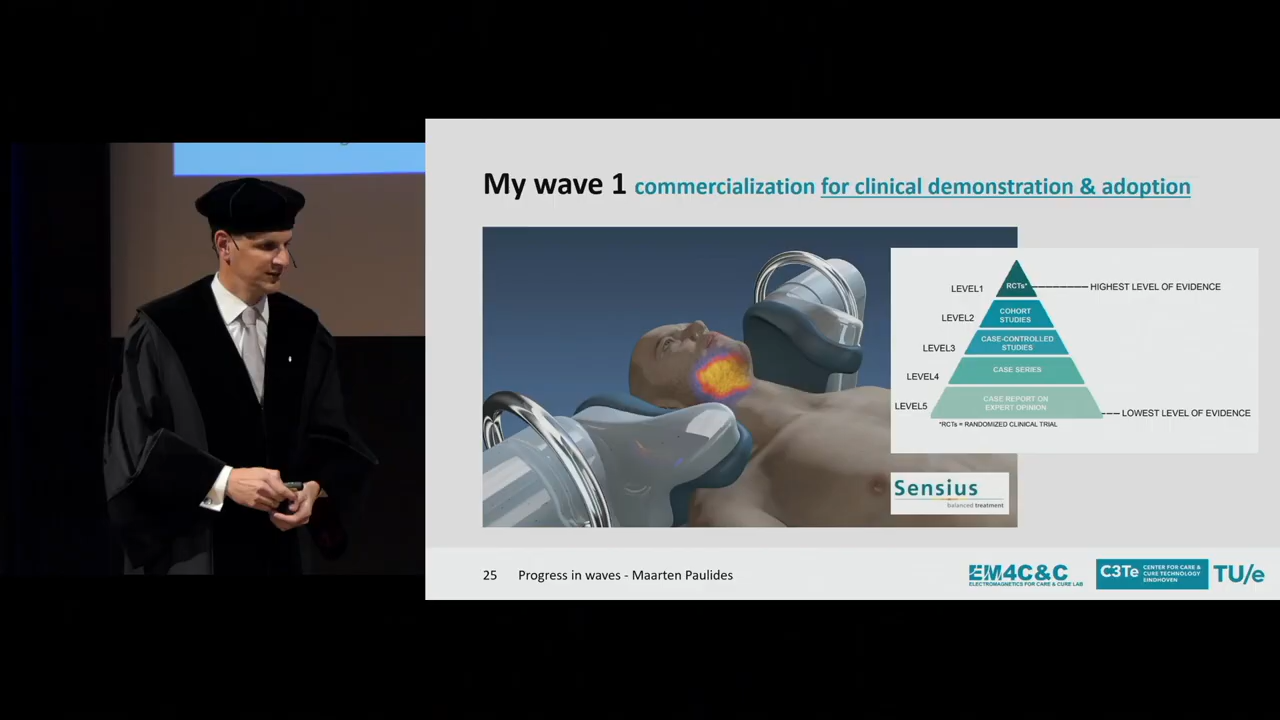 My wave 1 commercialization for clinical demonstration & adoption
LEVEL1
RCTs*
HIGHEST LEVEL OF EVIDENCE
LEVEL2
COHORT
STUDIES
LEVEL3
CASE-CONTROLLED
STUDIES
LEVEL4
CASE SERIES
LEVEL5
CASE REPORT ON
EXPERT OPINION
LOWEST LEVEL OF EVIDENCE
*RCTs = RANDOMIZED CLINICAL TRIAL
Sensius
balanced treatment
25 Progress in waves - Maarten Paulides
EM4C&C
ELECTROMAGNETICS FOR CARE & CURE LAB
C3Te
CENTER FOR CARE &
CURE TECHNOLOGY
EINDHOVEN
TU/e